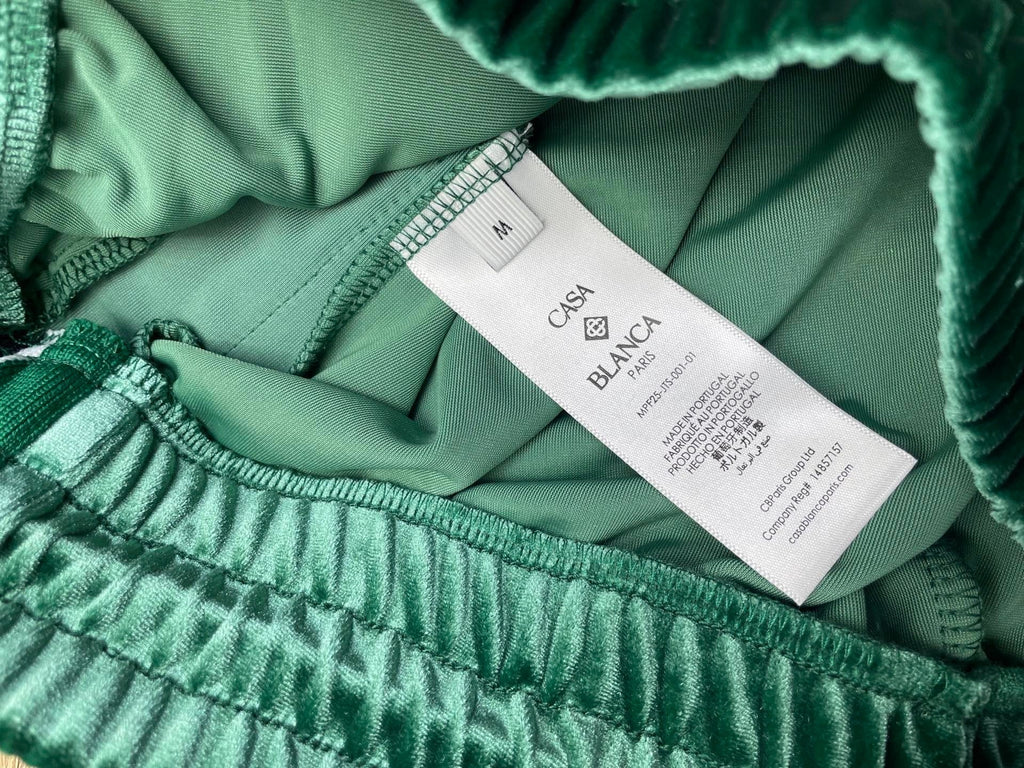 M
CASA
BLANCA
PARIS
MPF25-JTS-001-01
MADE IN PORTUGAL
FABRIQUÉ AU PORTUGAL
PRODOTTO IN PORTOGALLO
HECHO EN PORTUGAL
葡萄牙制造
ポルトガル製
صنع في البرتغال
CBParis Group Ltd
Company Reg# 14857157
casablancaparis.com